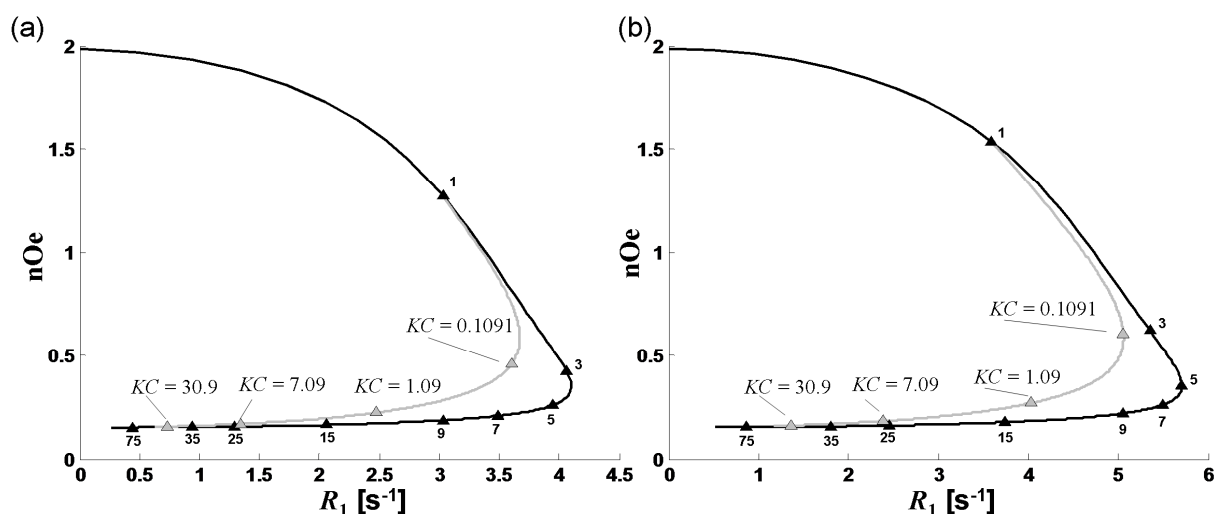 (a)
2
1.5
1
0.5
0
nOe
1
KC = 0.1091
3
KC = 30.9
KC = 7.09
KC = 1.09
75
35
25
15
9
7
5
0 0.5 1 1.5 2 2.5 3 3.5 4 4.5
R1 [s-1]
(b)
2
1.5
1
0.5
0
nOe
1
KC = 0.1091
3
KC = 30.9
KC = 7.09
KC = 1.09
5
75
35
25
15
9
7
0 1 2 3 4 5 6
R1 [s-1]